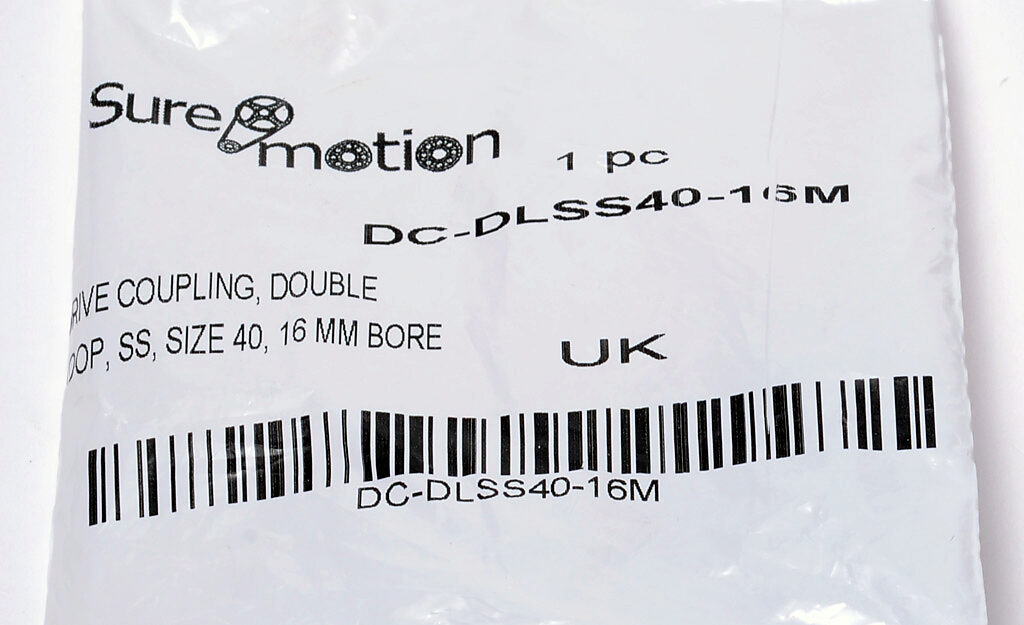 Sure motion
1 pc
DC-DLSS40-16M
RIVE COUPLING, DOUBLE
OOP, SS, SIZE 40, 16 MM BORE
UK
DC-DLSS40-16M